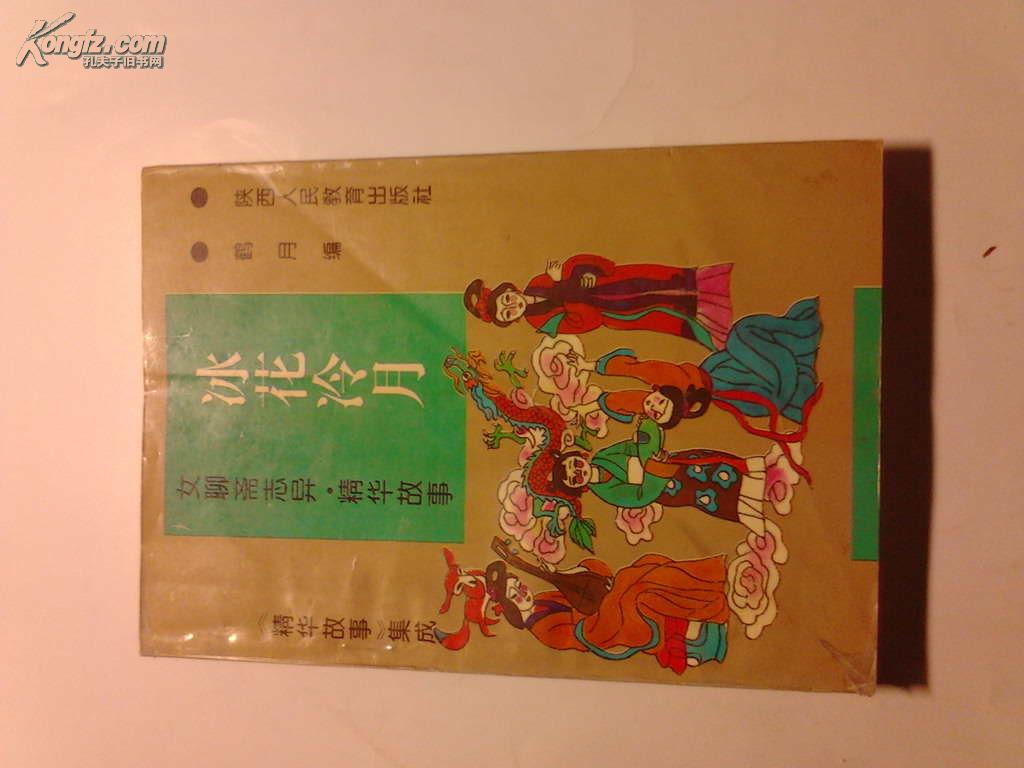 Kongfz.com
孔夫子旧书网
《精华故事》集成
女聊斋志异·精华故事
冰花冷月
鹤月 编
陕西人民教育出版社